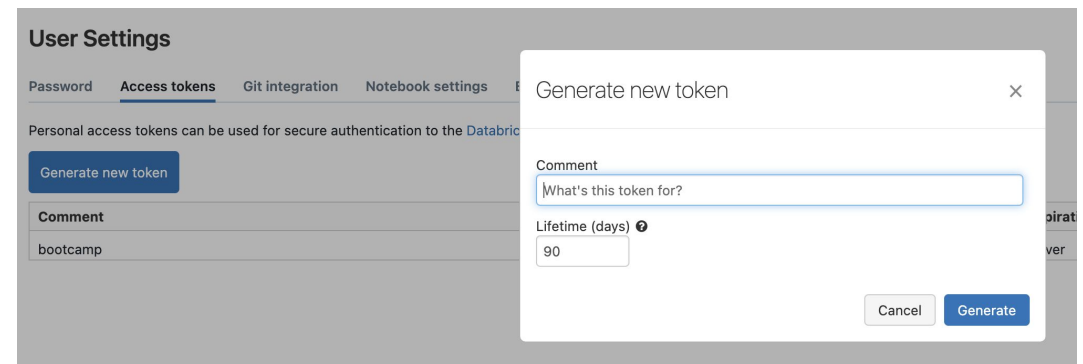 User Settings
Password Access tokens Git integration Notebook settings
Personal access tokens can be used for secure authentication to the Databric
Generate new token
Comment pirati
bootcamp ver
Generate new token
Comment
What's this token for?
Lifetime (days)
90
Cancel Generate